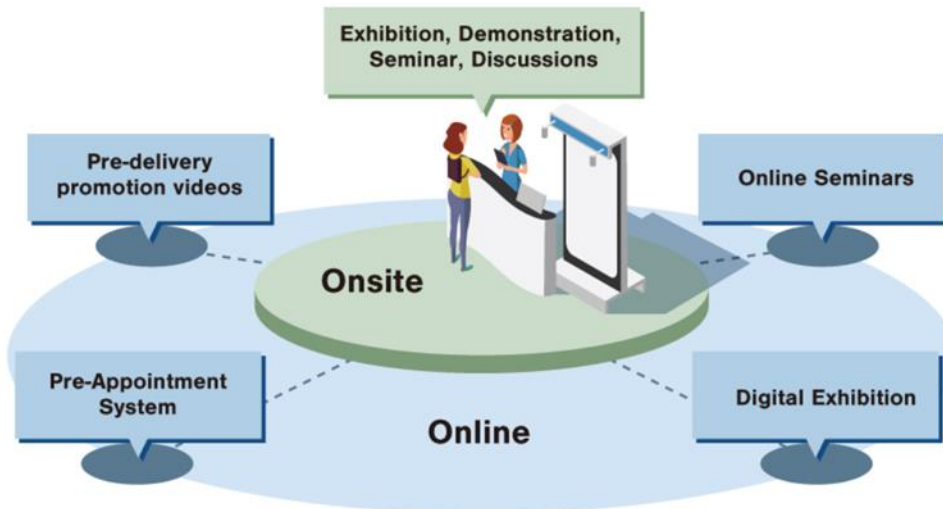 Exhibition, Demonstration,
Seminar, Discussions
Pre-delivery
promotion videos
Online Seminars
Onsite
Pre-Appointment
System
Digital Exhibition
Online